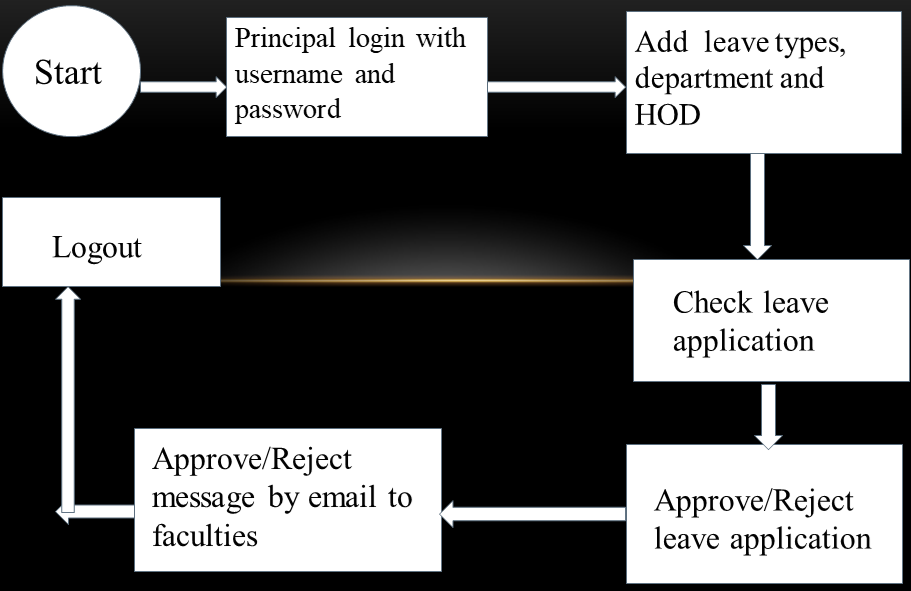 Start
Principal login with
username and
password
Add leave types,
department and
HOD
Check leave
application
Approve/Reject
leave application
Approve/Reject
message by email to
faculties
Logout